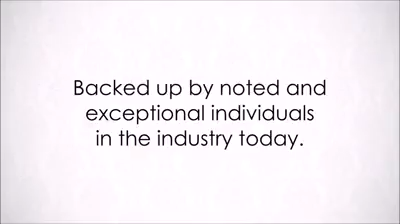 Backed up by noted and
exceptional individuals
in the industry today.